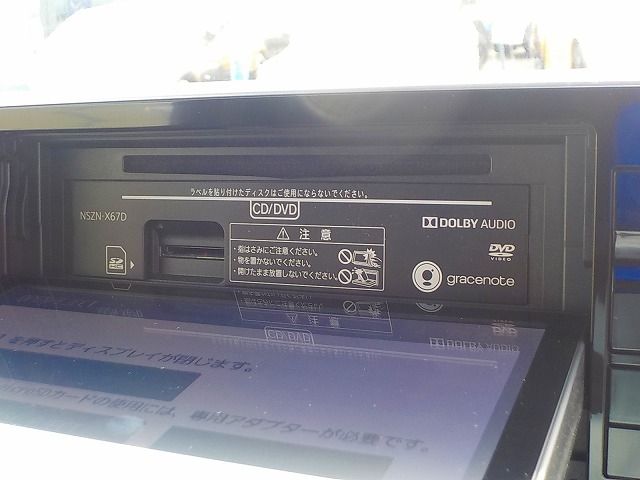 ラベルを貼り付けたディスクはご使用にならないでください。
CD/DVD
NSZN-X67D
DOLBY AUDIO
注意
・指はさみにご注意ください。
・物を置かないでください。
・開けたまま放置しないでください。
SD
DVD
VIDEO
gracenote
を押すとディスプレイが閉じます。
SDカードの使用には、専用アダプターが必要です。